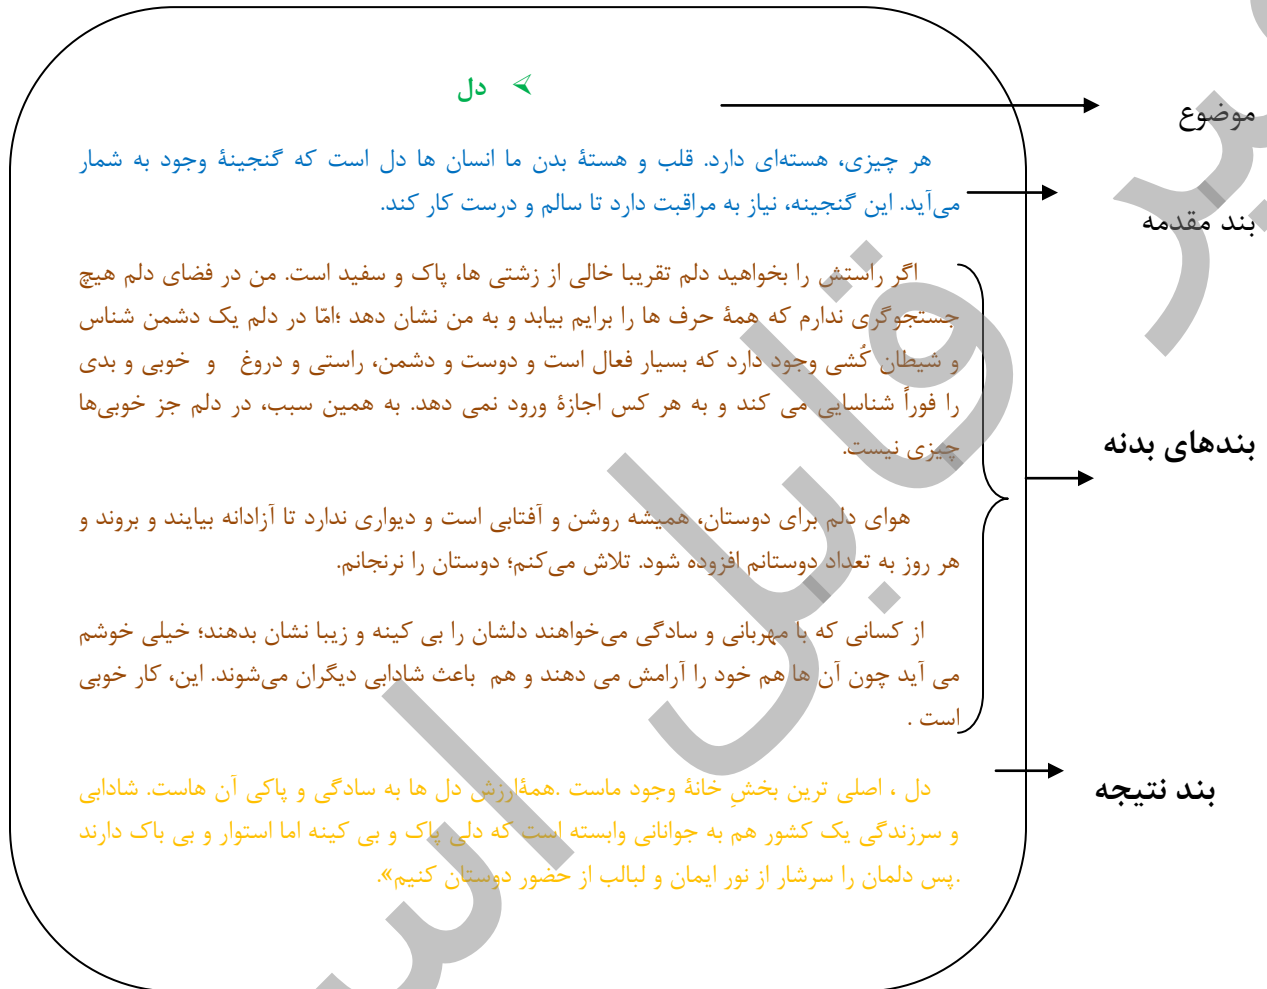 دل
موضوع
هر چیزی، هسته‌ای دارد. قلب و هستهٔ بدن ما انسان ها دل است که گنجینهٔ وجود به شمار
می‌آید. این گنجینه، نیاز به مراقبت دارد تا سالم و درست کار کند.
بند مقدمه
اگر راستش را بخواهید دلم تقریبا خالی از زشتی ها، پاک و سفید است. من در فضای دلم هیچ
جستجوگری ندارم که همهٔ حرف ها را برایم بیابد و به من نشان دهد ؛امّا در دلم یک دشمن شناس
و شیطان کُشی وجود دارد که بسیار فعال است و دوست و دشمن، راستی و دروغ و خوبی و بدی
را فوراً شناسایی می کند و به هر کس اجازهٔ ورود نمی دهد. به همین سبب، در دلم جز خوبی‌ها
چیزی نیست.
بندهای بدنه
هوای دلم برای دوستان، همیشه روشن و آفتابی است و دیواری ندارد تا آزادانه بیایند و بروند و
هر روز به تعداد دوستانم افزوده شود. تلاش می‌کنم؛ دوستان را نرنجانم.
از کسانی که با مهربانی و سادگی می‌خواهند دلشان را بی کینه و زیبا نشان بدهند؛ خیلی خوشم
می آید چون آن ها هم خود را آرامش می دهند و هم باعث شادابی دیگران می‌شوند. این، کار خوبی
است .
دل ، اصلی ترین بخشِ خانهٔ وجود ماست .همهٔارزش دل ها به سادگی و پاکی آن هاست. شادابی
و سرزندگی یک کشور هم به جوانانی وابسته است که دلی پاک و بی کینه اما استوار و بی باک دارند
.پس دلمان را سرشار از نور ایمان و لبالب از حضور دوستان کنیم».
بند نتیجه